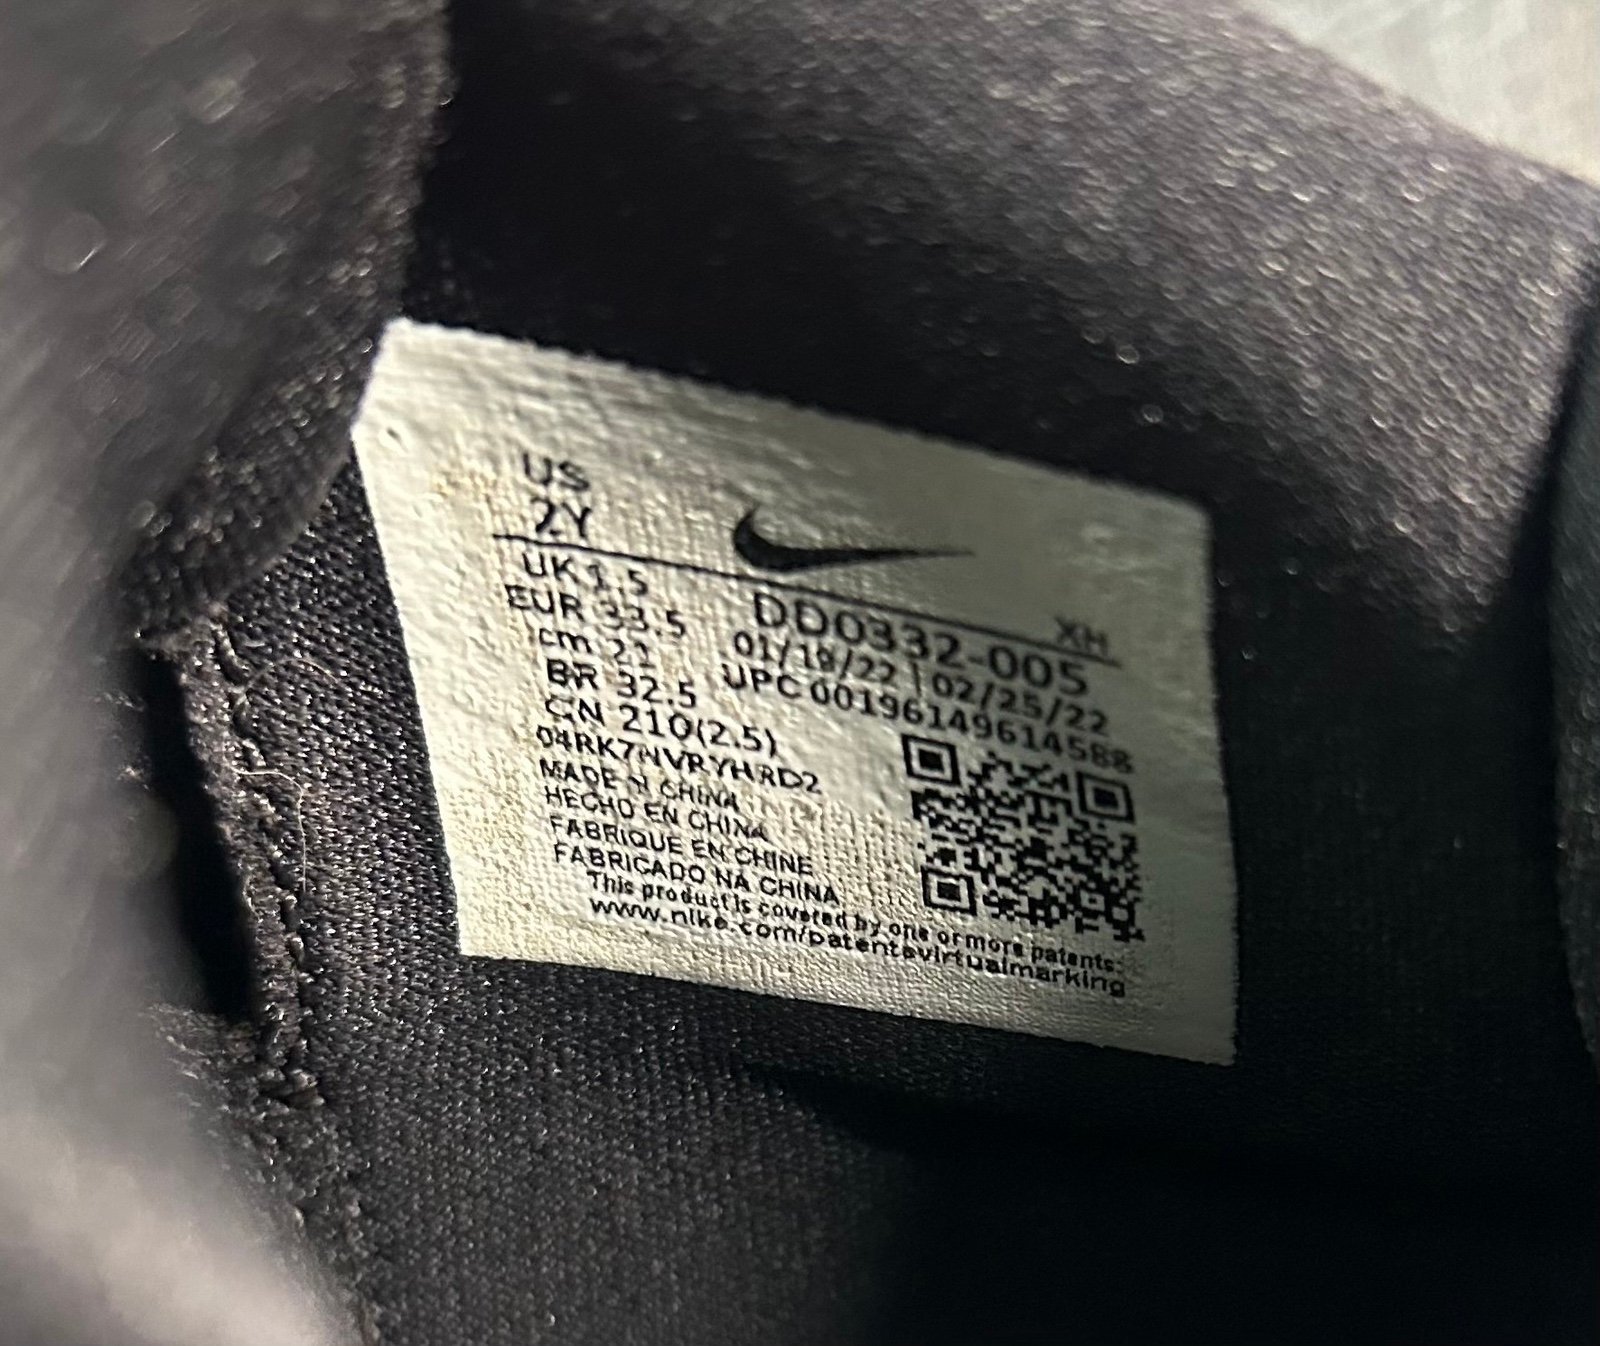 US
2Y
UK 1.5
EUR 33.5
cm 21
BR 32.5
CN 210(2.5)
04RK7NVRYHRD2
MADE IN CHINA
HECHO EN CHINA
FABRIQUE EN CHINE
FABRICADO NA CHINA
XH
DD0332-005
01/19/22 | 02/25/22
UPC 00196149614588
This product is covered by one or more patents:
www.nike.com/patentsvirtualmarking